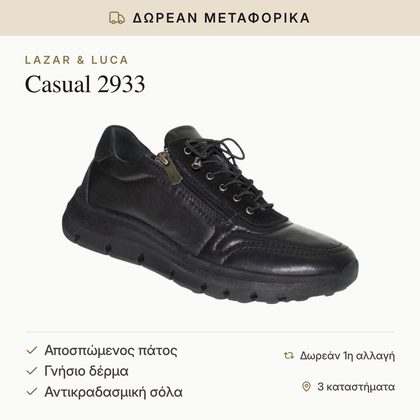 ΔΩΡΕΑΝ ΜΕΤΑΦΟΡΙΚΑ
LAZAR & LUCA
Casual 2933
Αποσπώμενος πάτος
Γνήσιο δέρμα
Αντικραδασμική σόλα
Δωρεάν 1η αλλαγή
3 καταστήματα